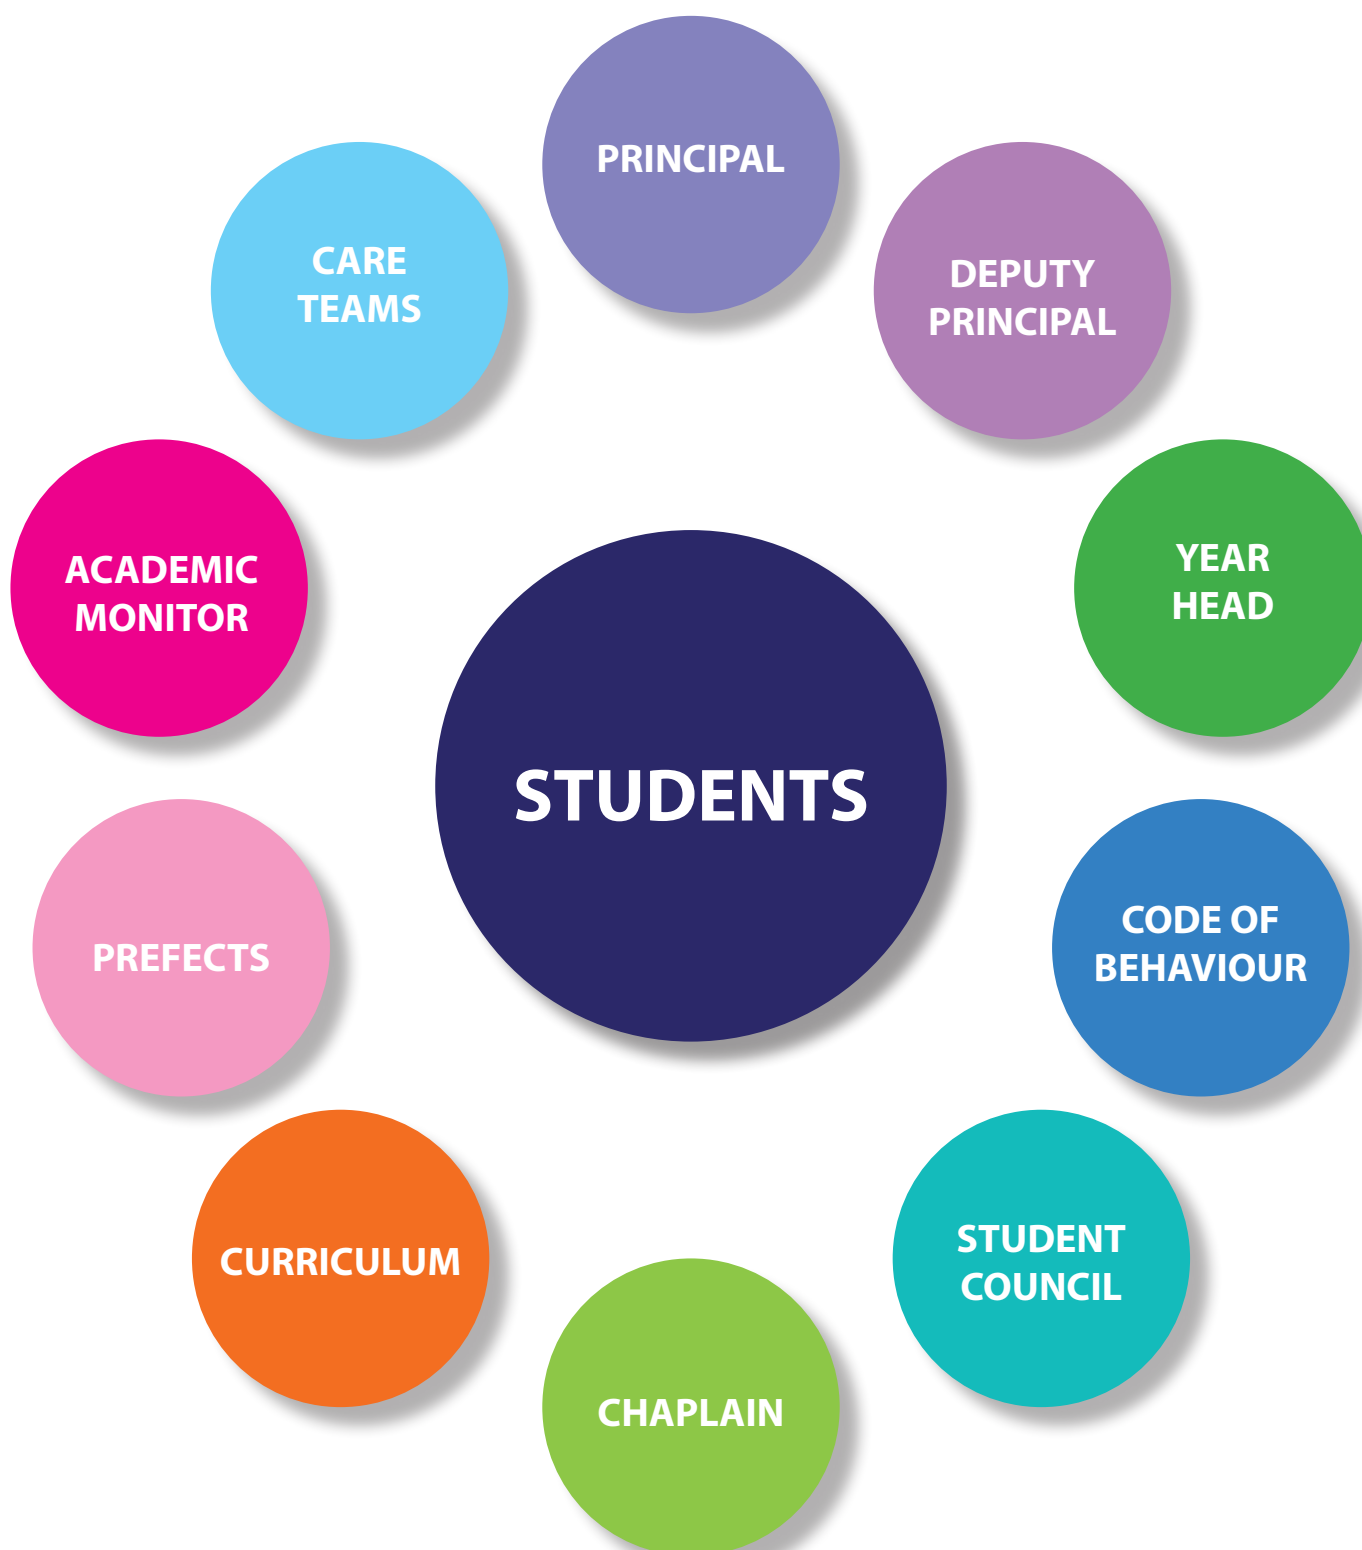 PRINCIPAL
DEPUTY
PRINCIPAL
YEAR
HEAD
CODE OF
BEHAVIOUR
STUDENT
COUNCIL
CHAPLAIN
CURRICULUM
PREFECTS
ACADEMIC
MONITOR
CARE
TEAMS
STUDENTS